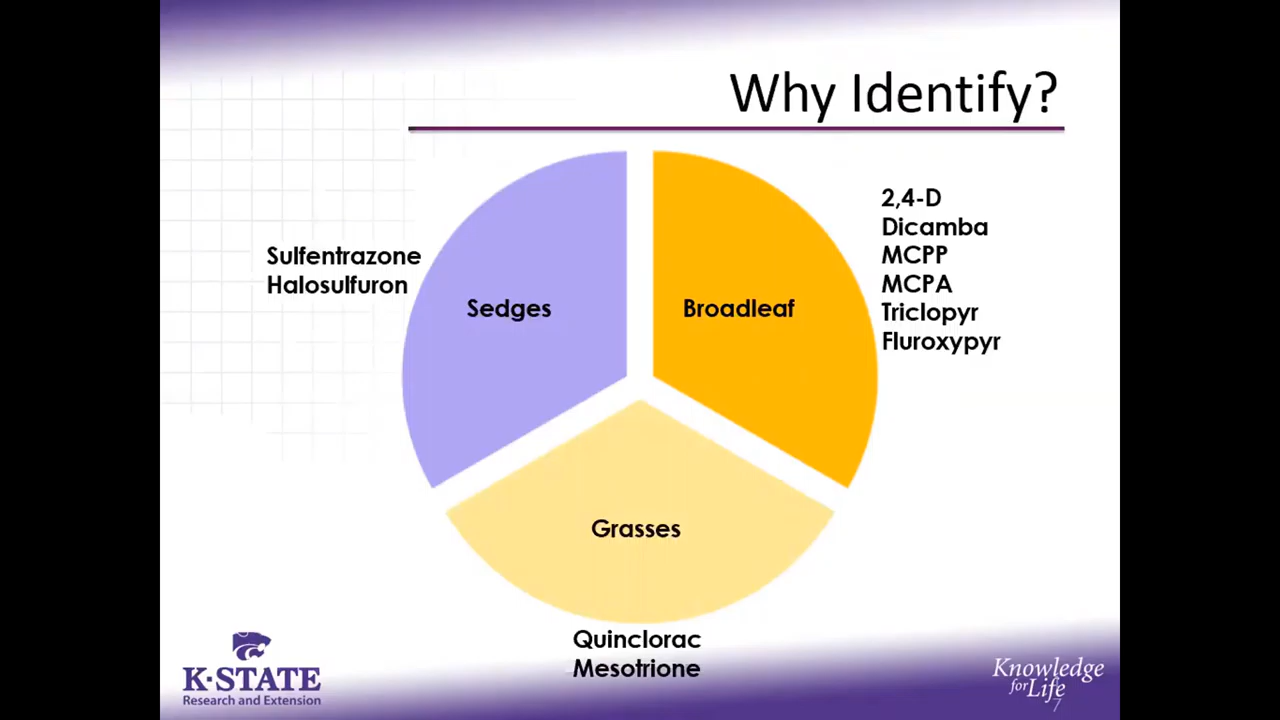 Why Identify?
Sulfentrazone
Halosulfuron
Sedges
Broadleaf
2,4-D
Dicamba
MCPP
MCPA
Triclopyr
Fluroxypyr
Grasses
Quinclorac
Mesotrione
K-STATE
Research and Extension
Knowledge
for Life
7